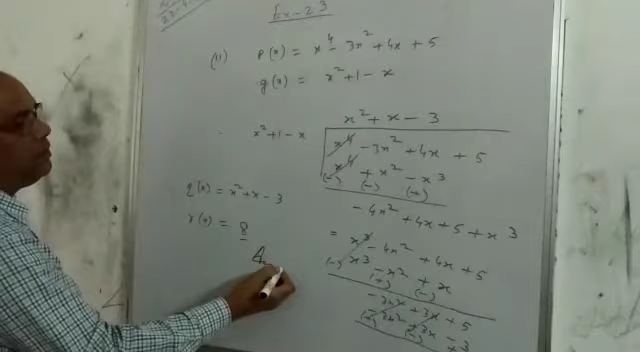 Ex-2.3
(ii) p(x) = x⁴ - 3x² + 4x + 5
g(x) = x² + 1 - x
x² + x - 3
x² + 1 - x
x⁴ - 3x² + 4x + 5
x⁴ + x² - x³
(-) (-) (+)
- 4x² + 4x + 5 + x³
= x³ - 4x² + 4x + 5
x³ - x² + x
(-) (+) (-)
- 3x² + 3x + 5
- 3x² + 3x - 3
q(x) = x² + x - 3
r(x) = 8